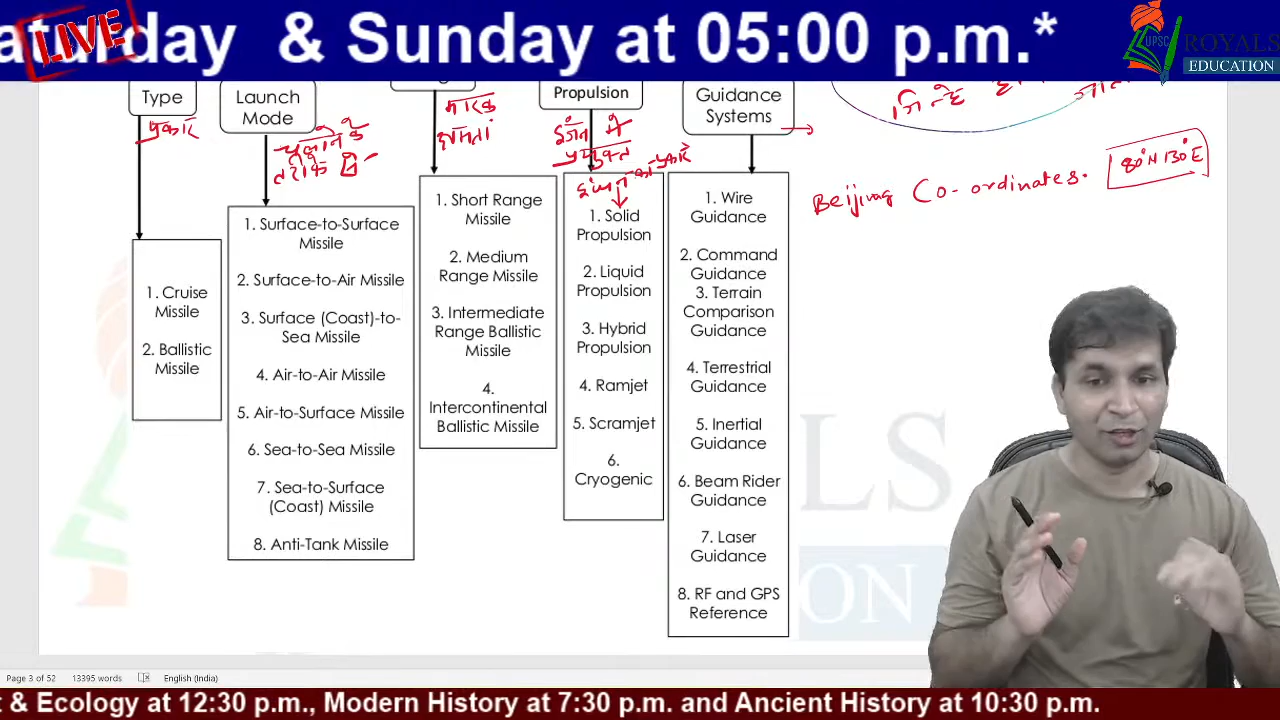 aturday & Sunday at 05:00 p.m.*
LIVE
UPSC
ROYALS
EDUCATION
Type
Launch
Mode
Propulsion
Guidance
Systems
प्रकार
मारक
क्षमता
80°N 130°E
Beijing Co-ordinates.
1. Cruise
Missile
2. Ballistic
Missile
1. Surface-to-Surface
Missile
2. Surface-to-Air Missile
3. Surface (Coast)-to-
Sea Missile
4. Air-to-Air Missile
5. Air-to-Surface Missile
6. Sea-to-Sea Missile
7. Sea-to-Surface
(Coast) Missile
8. Anti-Tank Missile
1. Short Range
Missile
2. Medium
Range Missile
3. Intermediate
Range Ballistic
Missile
4.
Intercontinental
Ballistic Missile
1. Solid
Propulsion
2. Liquid
Propulsion
3. Hybrid
Propulsion
4. Ramjet
5. Scramjet
6.
Cryogenic
1. Wire
Guidance
2. Command
Guidance
3. Terrain
Comparison
Guidance
4. Terrestrial
Guidance
5. Inertial
Guidance
6. Beam Rider
Guidance
7. Laser
Guidance
8. RF and GPS
Reference
Page 3 of 52 13395 words English (India)
t & Ecology at 12:30 p.m., Modern History at 7:30 p.m. and Ancient History at 10:30 p.m.